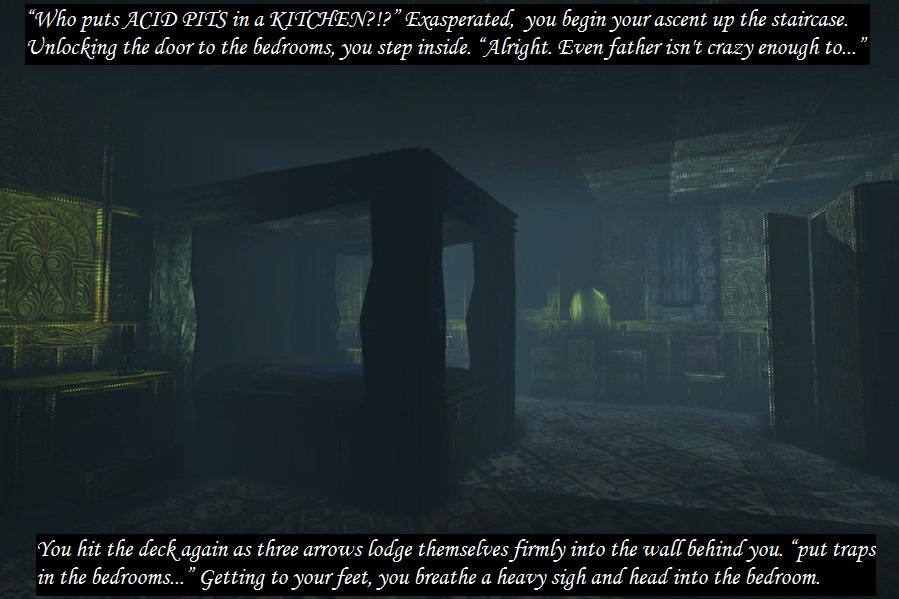 “Who puts ACID PITS in a KITCHEN?!?” Exasperated, you begin your ascent up the staircase.
Unlocking the door to the bedrooms, you step inside. “Alright. Even father isn't crazy enough to...”
You hit the deck again as three arrows lodge themselves firmly into the wall behind you. “put traps
in the bedrooms...” Getting to your feet, you breathe a heavy sigh and head into the bedroom.